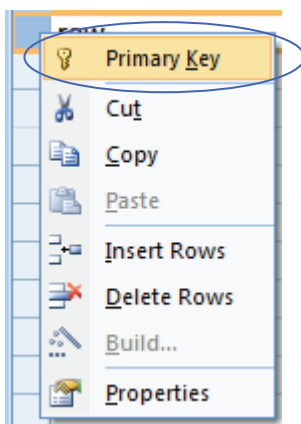 Primary Key
Cut
Copy
Paste
Insert Rows
Delete Rows
Build...
Properties